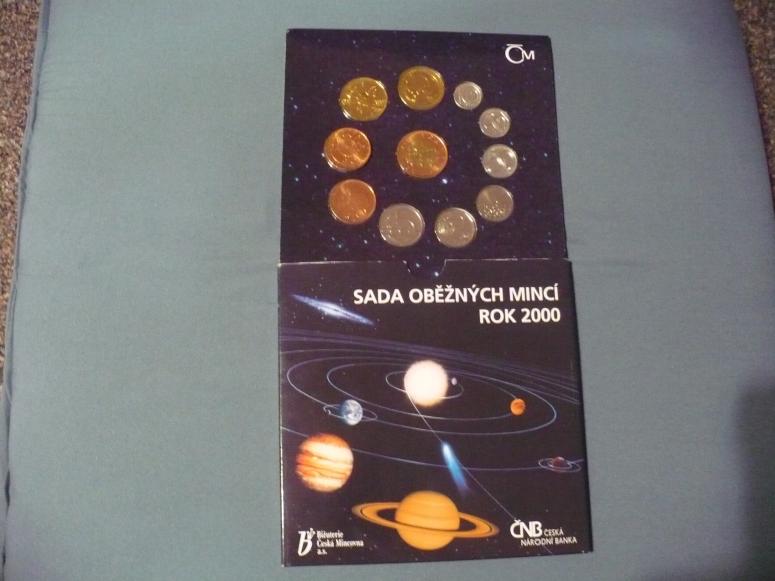 ČM
SADA OBĚŽNÝCH MINCÍ
ROK 2000
Bižuterie
Česká Mincovna
a.s.
ČNB ČESKÁ
NÁRODNÍ BANKA